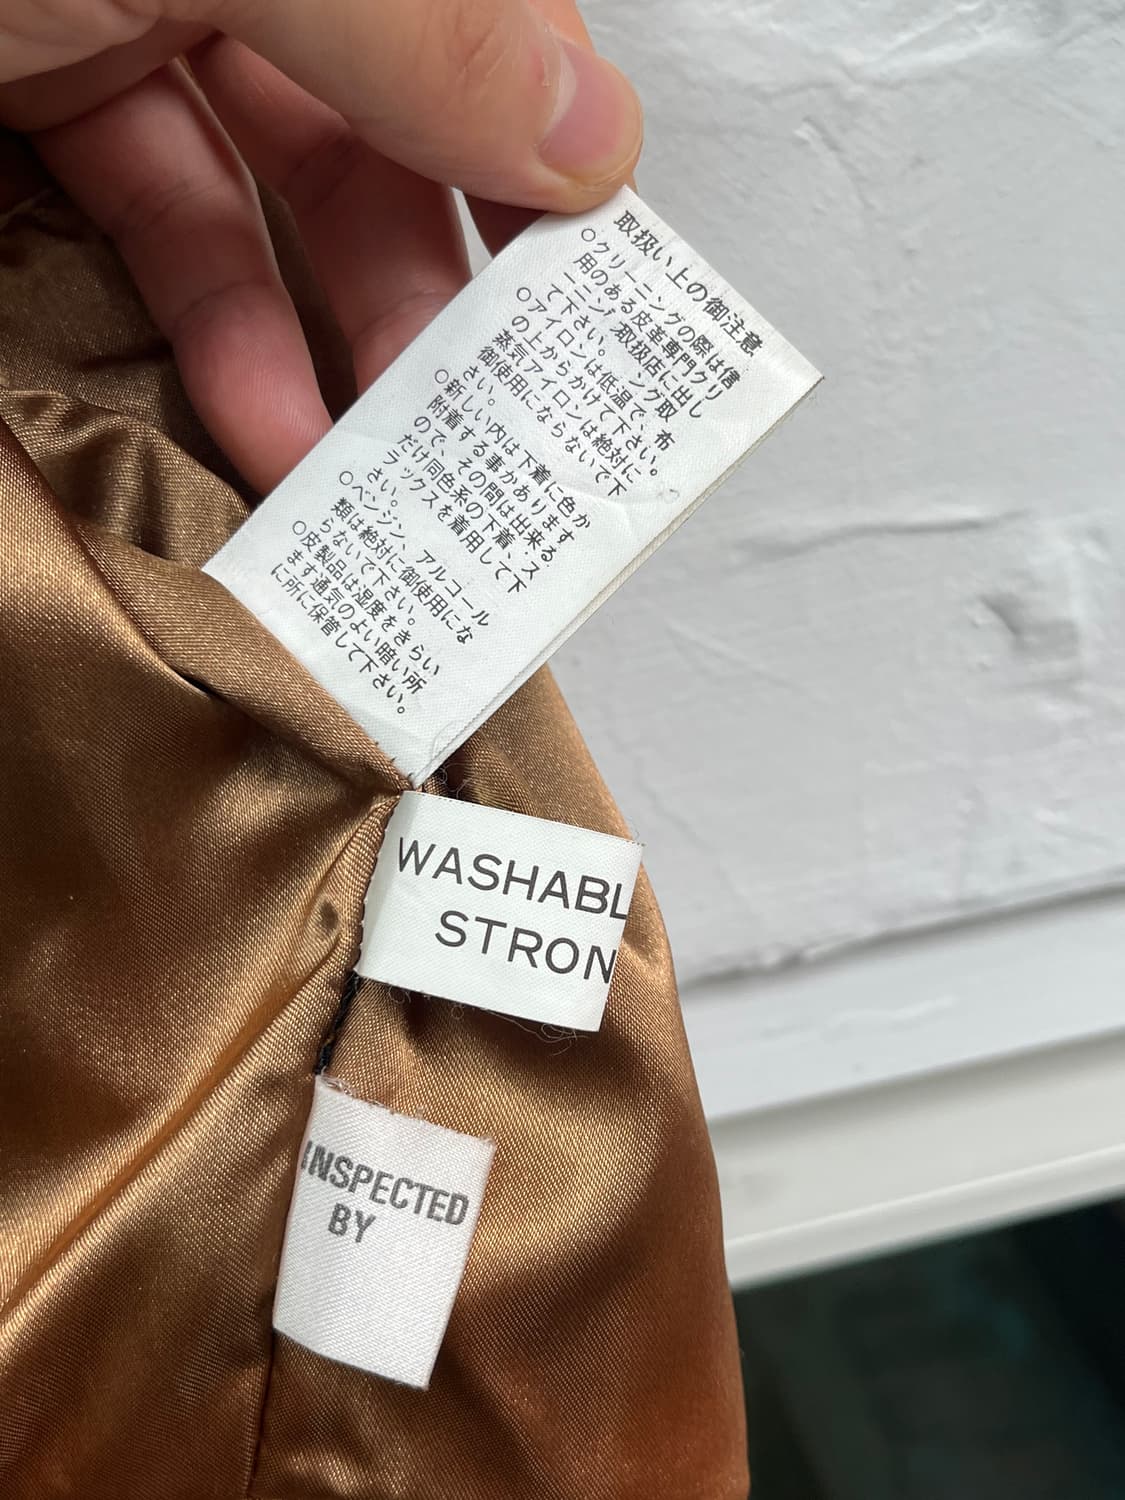 取扱い上の御注意
○クリーニングの際は信
用のある皮革専門クリ
ーニング取扱店に出し
て下さい。
○アイロンは低温で、布
の上からかけて下さい。
蒸気アイロンは絶対に
御使用にならないで下
さい。
○新しい内は下着に色か
附着する事かあります
ので、その間は出来る
だけ同色系の下着、ス
ラックスを着用して下
さい。
○ベンジン、アルコール
類は絶対に御使用にな
らないで下さい。
○皮製品は湿度をきらい
ます通気のよい暗い所
に所に保管して下さい。
WASHABL
STRON
INSPECTED
BY